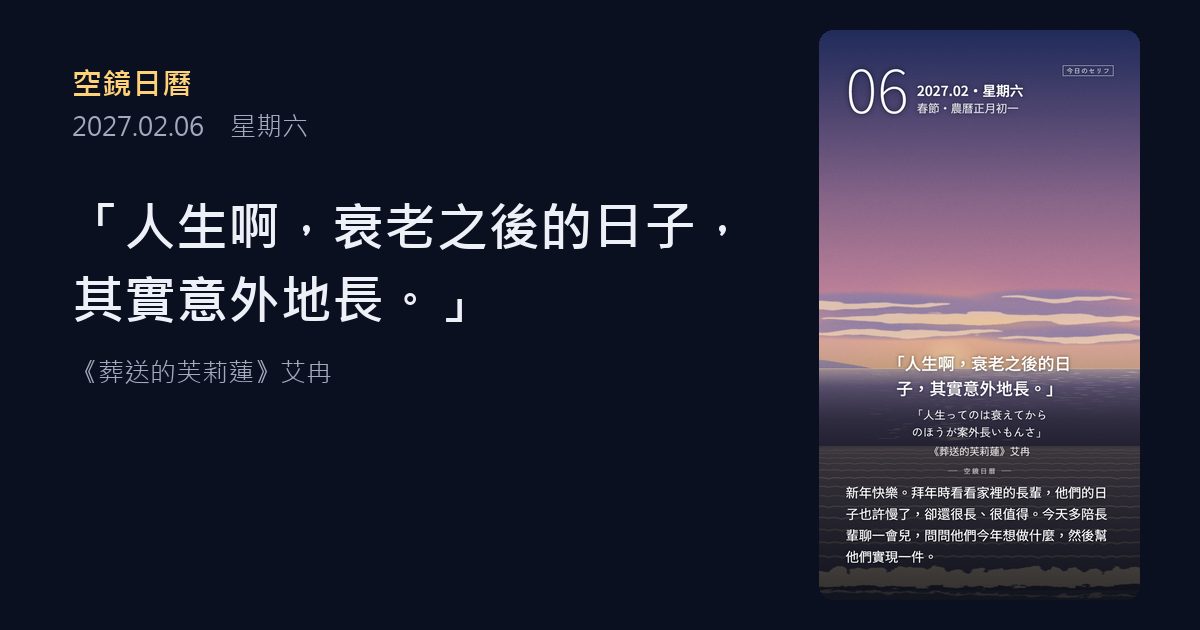 空鏡日曆
2027.02.06 星期六
「人生啊，衰老之後的日子，
其實意外地長。」
《葬送的芙莉蓮》艾冉
06
2027.02・星期六
春節・農曆正月初一
今日のセリフ
「人生啊，衰老之後的日
子，其實意外地長。」
「人生ってのは衰えてから
のほうが案外長いもんさ」
《葬送的芙莉蓮》艾冉
空鏡日曆
新年快樂。拜年時看看家裡的長輩，他們的日
子也許慢了，卻還很長、很值得。今天多陪長
輩聊一會兒，問問他們今年想做什麼，然後幫
他們實現一件。